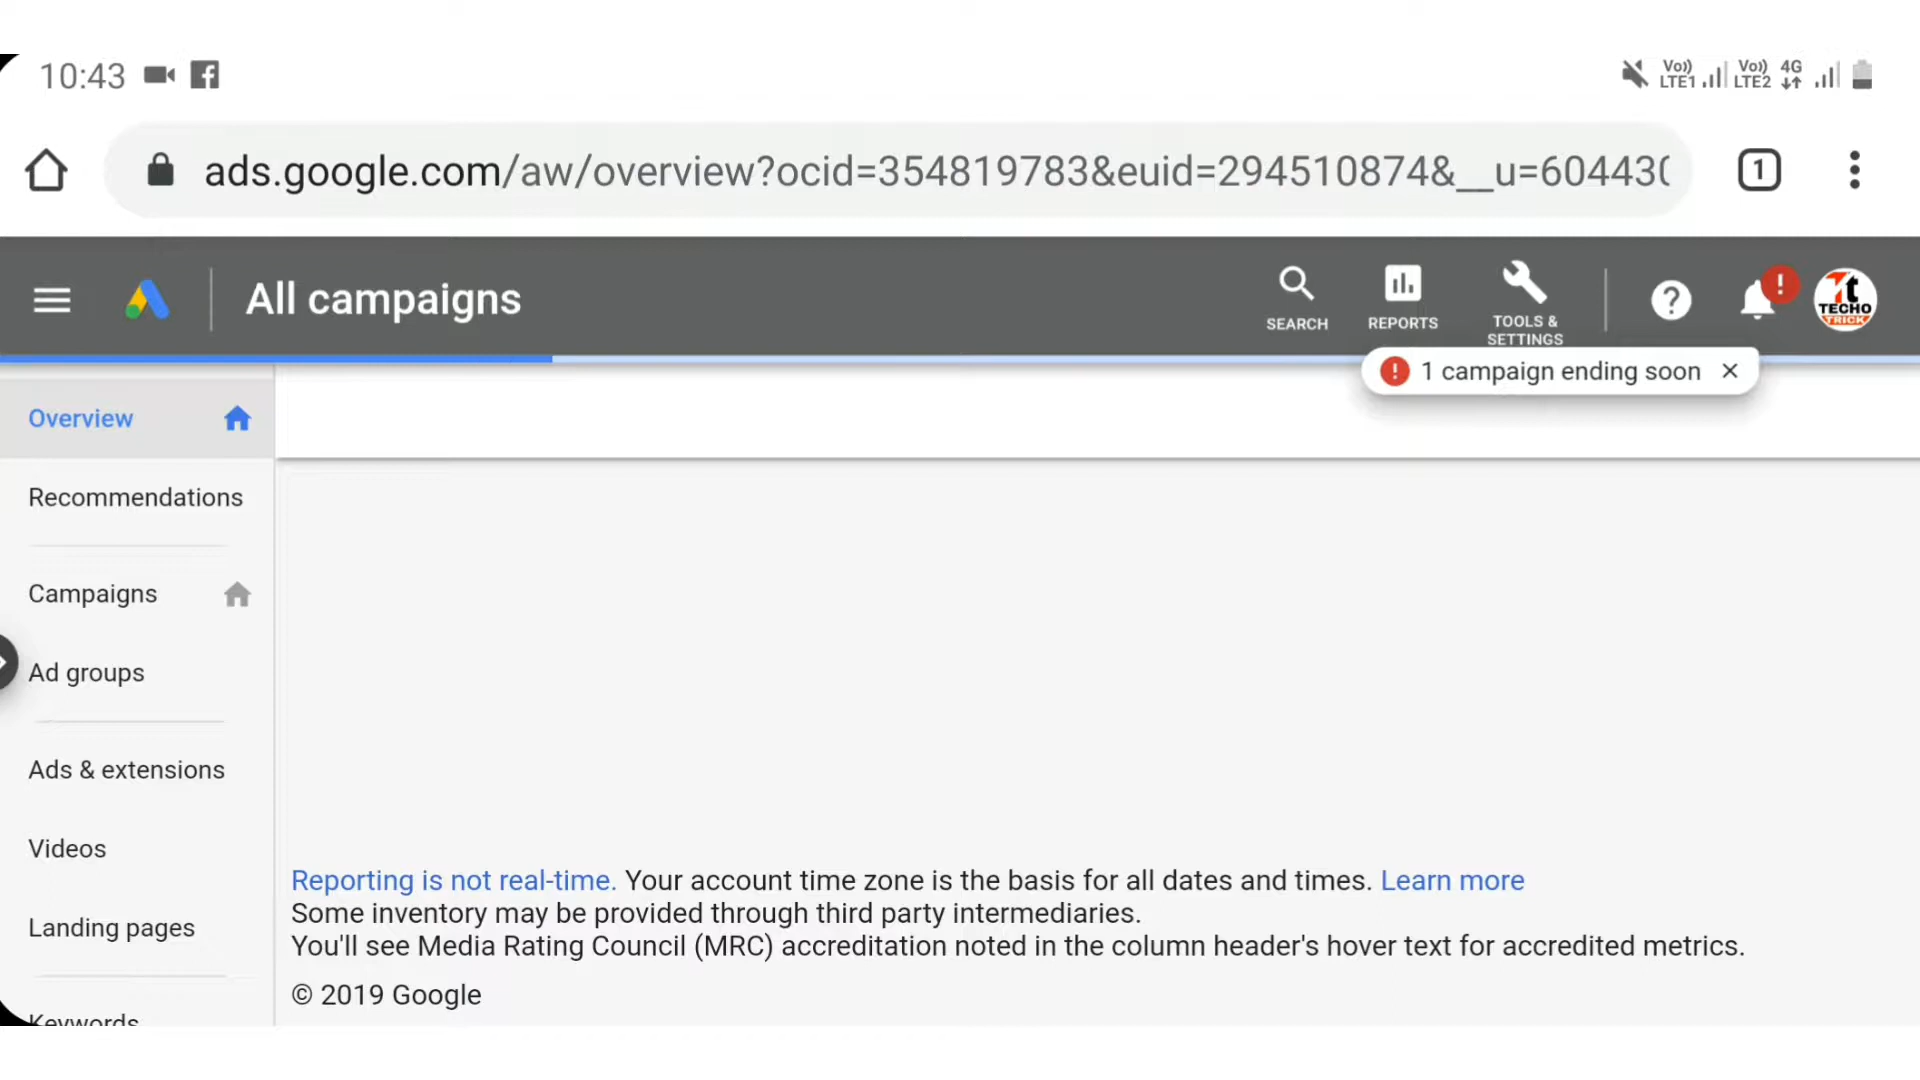 10:43
Vo)) LTE1 Vo)) LTE2 4G
ads.google.com/aw/overview?ocid=354819783&euid=294510874&__u=60443
1
All campaigns
SEARCH
REPORTS
TOOLS &
SETTINGS
?
!
Tt
TECHO
TRICK
! 1 campaign ending soon ×
Overview
Recommendations
Campaigns
Ad groups
Ads & extensions
Videos
Landing pages
Keywords
Reporting is not real-time. Your account time zone is the basis for all dates and times. Learn more
Some inventory may be provided through third party intermediaries.
You'll see Media Rating Council (MRC) accreditation noted in the column header's hover text for accredited metrics.
© 2019 Google